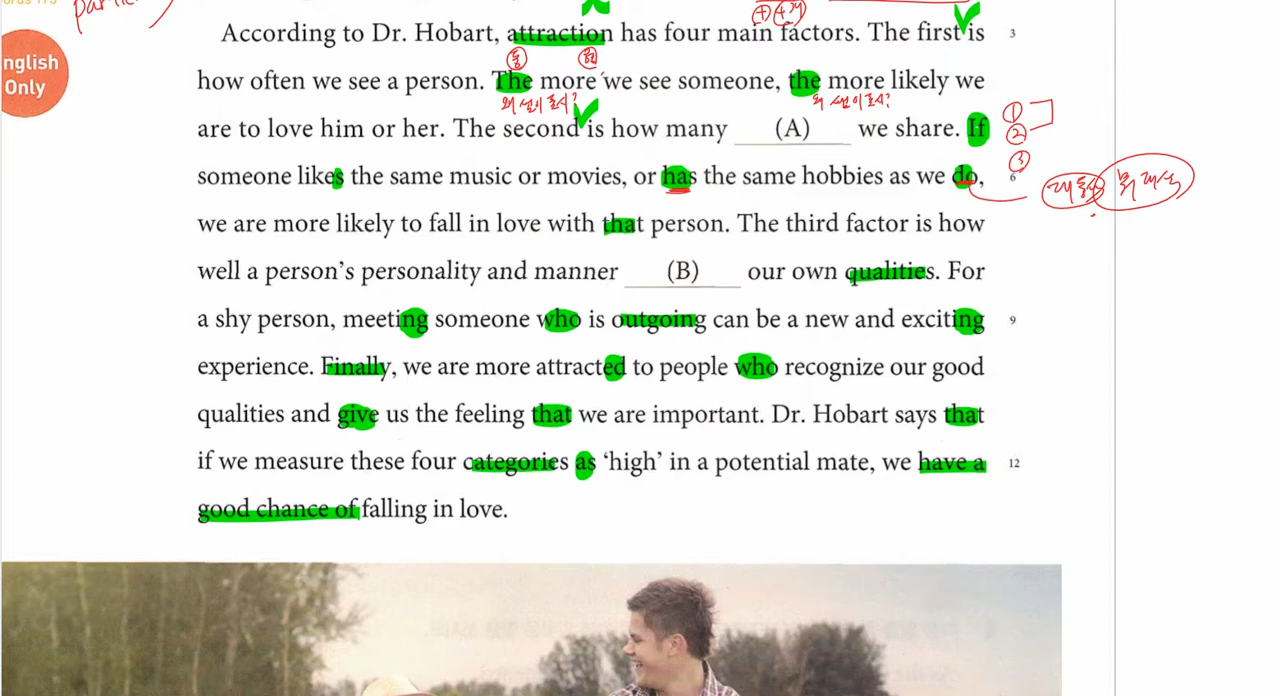 According to Dr. Hobart, attraction has four main factors. The first is 3
nglish
Only
how often we see a person. The more we see someone, the more likely we
are to love him or her. The second is how many (A) we share. If
①
②
③
someone likes the same music or movies, or has the same hobbies as we do, 6
we are more likely to fall in love with that person. The third factor is how
well a person's personality and manner (B) our own qualities. For
a shy person, meeting someone who is outgoing can be a new and exciting 9
experience. Finally, we are more attracted to people who recognize our good
qualities and give us the feeling that we are important. Dr. Hobart says that
if we measure these four categories as 'high' in a potential mate, we have a 12
good chance of falling in love.